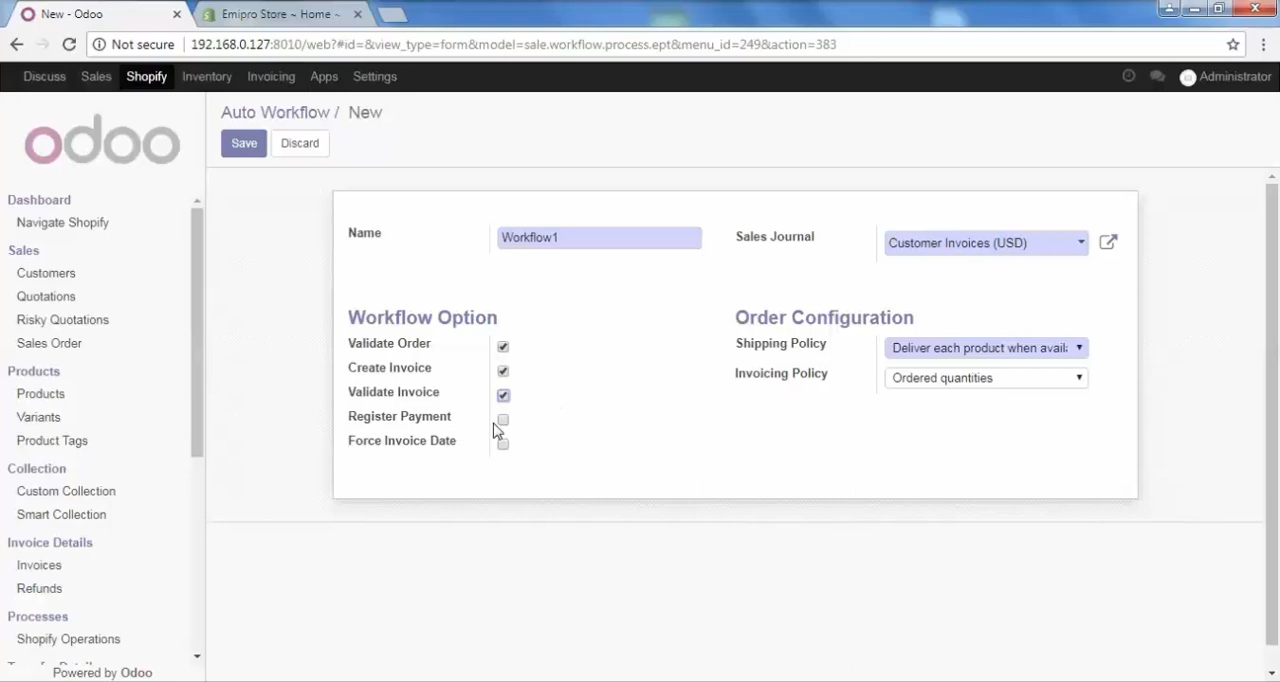 New - Odoo
Emipro Store ~ Home ~
Not secure
192.168.0.127:8010/web?#id=&view_type=form&model=sale.workflow.process.ept&menu_id=249&action=383
Discuss Sales Shopify Inventory Invoicing Apps Settings
Administrator
odoo
Dashboard
Navigate Shopify
Sales
Customers
Quotations
Risky Quotations
Sales Order
Products
Products
Variants
Product Tags
Collection
Custom Collection
Smart Collection
Invoice Details
Invoices
Refunds
Processes
Shopify Operations
Powered by Odoo
Auto Workflow / New
Save Discard
Name Workflow1
Sales Journal Customer Invoices (USD)
Workflow Option
Validate Order
Create Invoice
Validate Invoice
Register Payment
Force Invoice Date
Order Configuration
Shipping Policy Deliver each product when avail
Invoicing Policy Ordered quantities